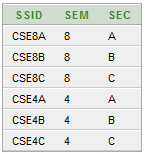 SSID SEM SEC
CSE8A 8 A
CSE8B 8 B
CSE8C 8 C
CSE4A 4 A
CSE4B 4 B
CSE4C 4 C